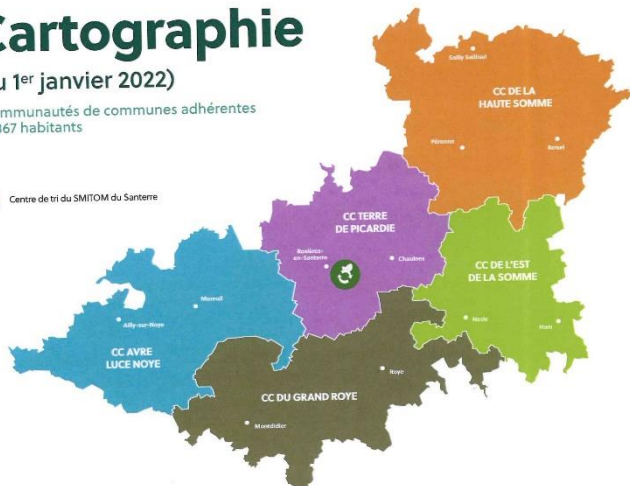 Cartographie
u 1er janvier 2022)
mmunautés de communes adhérentes
367 habitants
Centre de tri du SMITOM du Santerre
Sailly Saillisel
CC DE LA
HAUTE SOMME
Péronne
Roisel
CC TERRE
DE PICARDIE
Rosières-
en-Santerre
Chaulnes
CC DE L'EST
DE LA SOMME
Nesle
Ham
Moreuil
Ailly-sur-Noye
CC AVRE
LUCE NOYE
Roye
CC DU GRAND ROYE
Montdidier